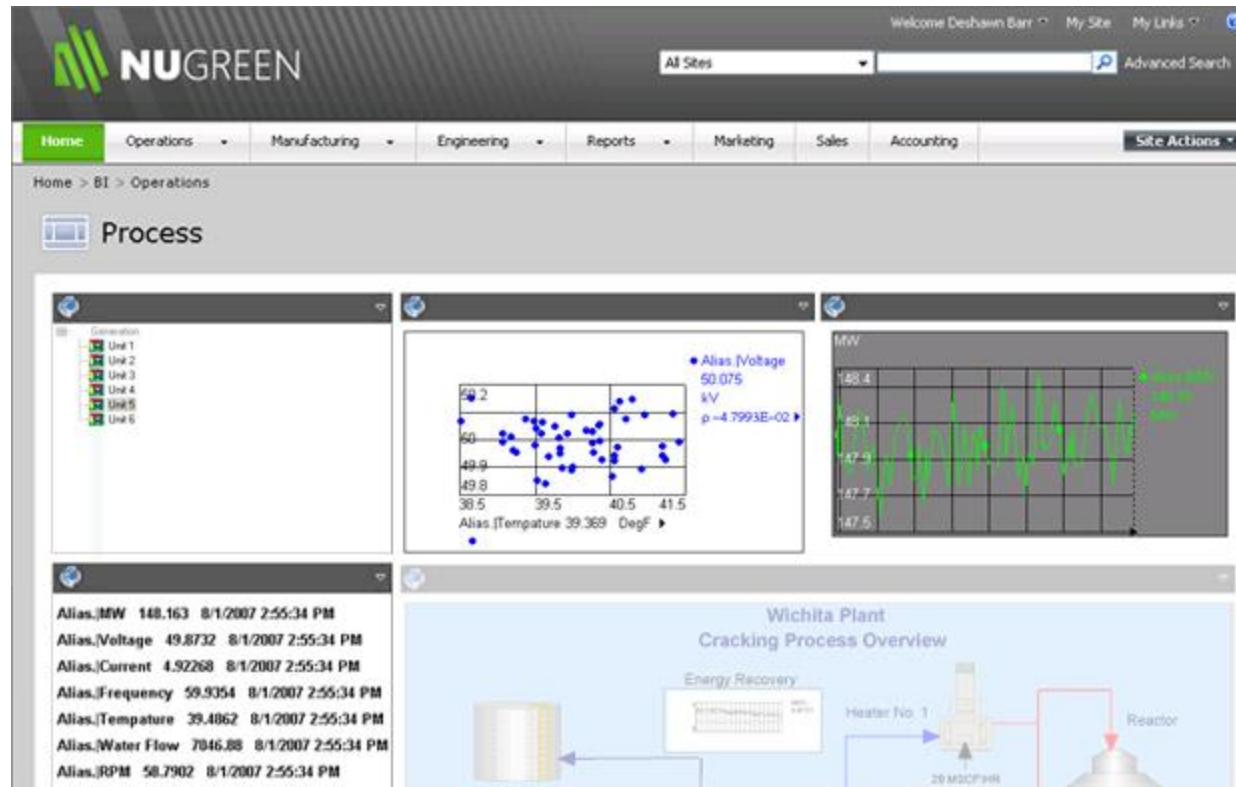 Welcome Deshawn Barr My Site My Links
NUGREEN
All Sites Advanced Search
Home Operations Manufacturing Engineering Reports Marketing Sales Accounting Site Actions
Home > BI > Operations
Process
Generation
Unit 1
Unit 2
Unit 3
Unit 4
Unit 5
Unit 6
Alias.|Voltage
50.075
kV
ρ =4.7993E-02
60
49.9
49.8
38.5 39.5 40.5 41.5
Alias.|Tempature 39.369 DegF
MW
148.4
148.1
147.9
147.7
147.5
Alias.|MW 148.163 8/1/2007 2:55:34 PM
Alias.|Voltage 49.8732 8/1/2007 2:55:34 PM
Alias.|Current 4.92268 8/1/2007 2:55:34 PM
Alias.|Frequency 59.9354 8/1/2007 2:55:34 PM
Alias.|Tempature 39.4862 8/1/2007 2:55:34 PM
Alias.|Water Flow 7046.88 8/1/2007 2:55:34 PM
Alias.|RPM 58.7902 8/1/2007 2:55:34 PM
Wichita Plant
Cracking Process Overview
Energy Recovery
Heater No. 1
Reactor